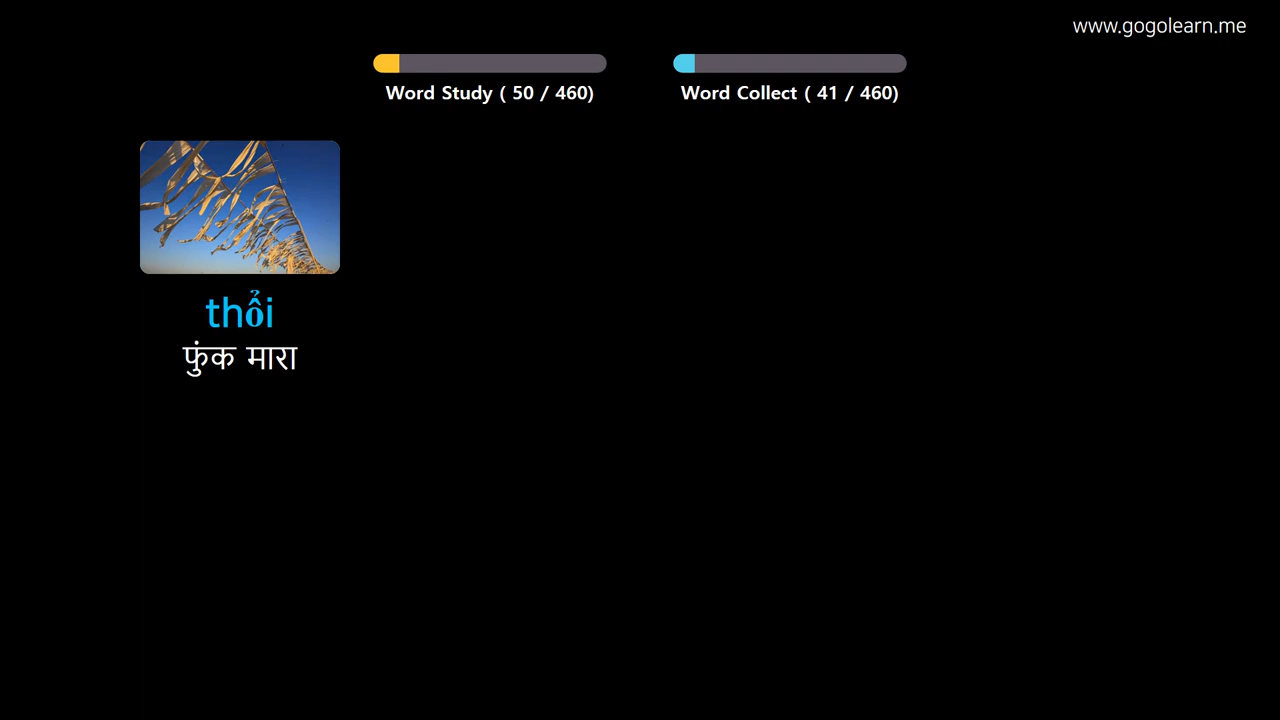 www.gogolearn.me
Word Study ( 50 / 460)
Word Collect ( 41 / 460)
thổi
फुंक मारा